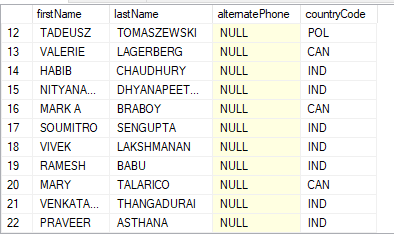 firstName lastName alternatePhone countryCode
12 TADEUSZ TOMASZEWSKI NULL POL
13 VALERIE LAGERBERG NULL CAN
14 HABIB CHAUDHURY NULL IND
15 NITYANA... DHYANAPEET... NULL IND
16 MARK A BRABOY NULL CAN
17 SOUMITRO SENGUPTA NULL IND
18 VIVEK LAKSHMANAN NULL IND
19 RAMESH BABU NULL IND
20 MARY TALARICO NULL CAN
21 VENKATA... THANGADURAI NULL IND
22 PRAVEER ASTHANA NULL IND